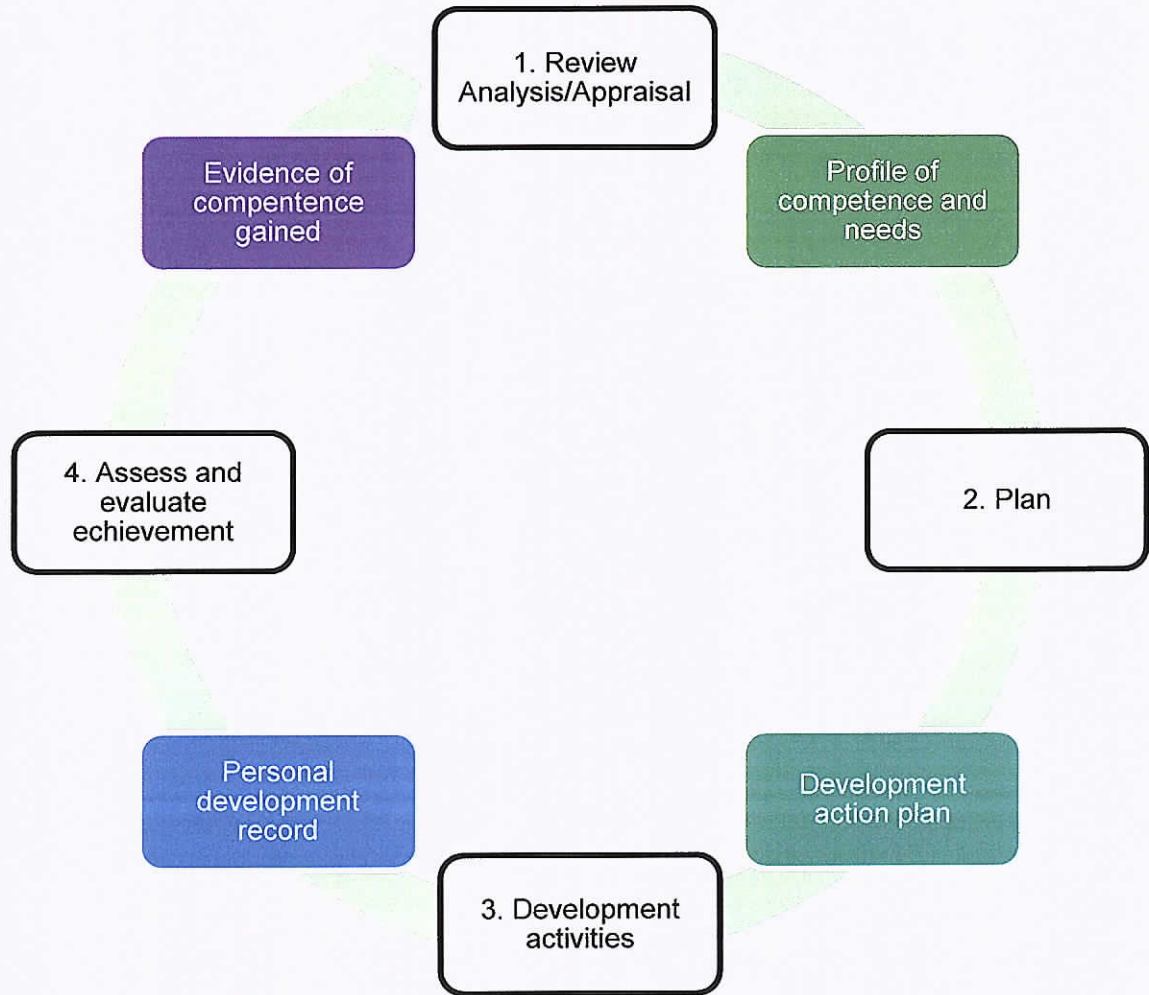 1. Review
Analysis/Appraisal
Profile of
competence and
needs
2. Plan
Development
action plan
3. Development
activities
Personal
development
record
4. Assess and
evaluate
echievement
Evidence of
compentence
gained